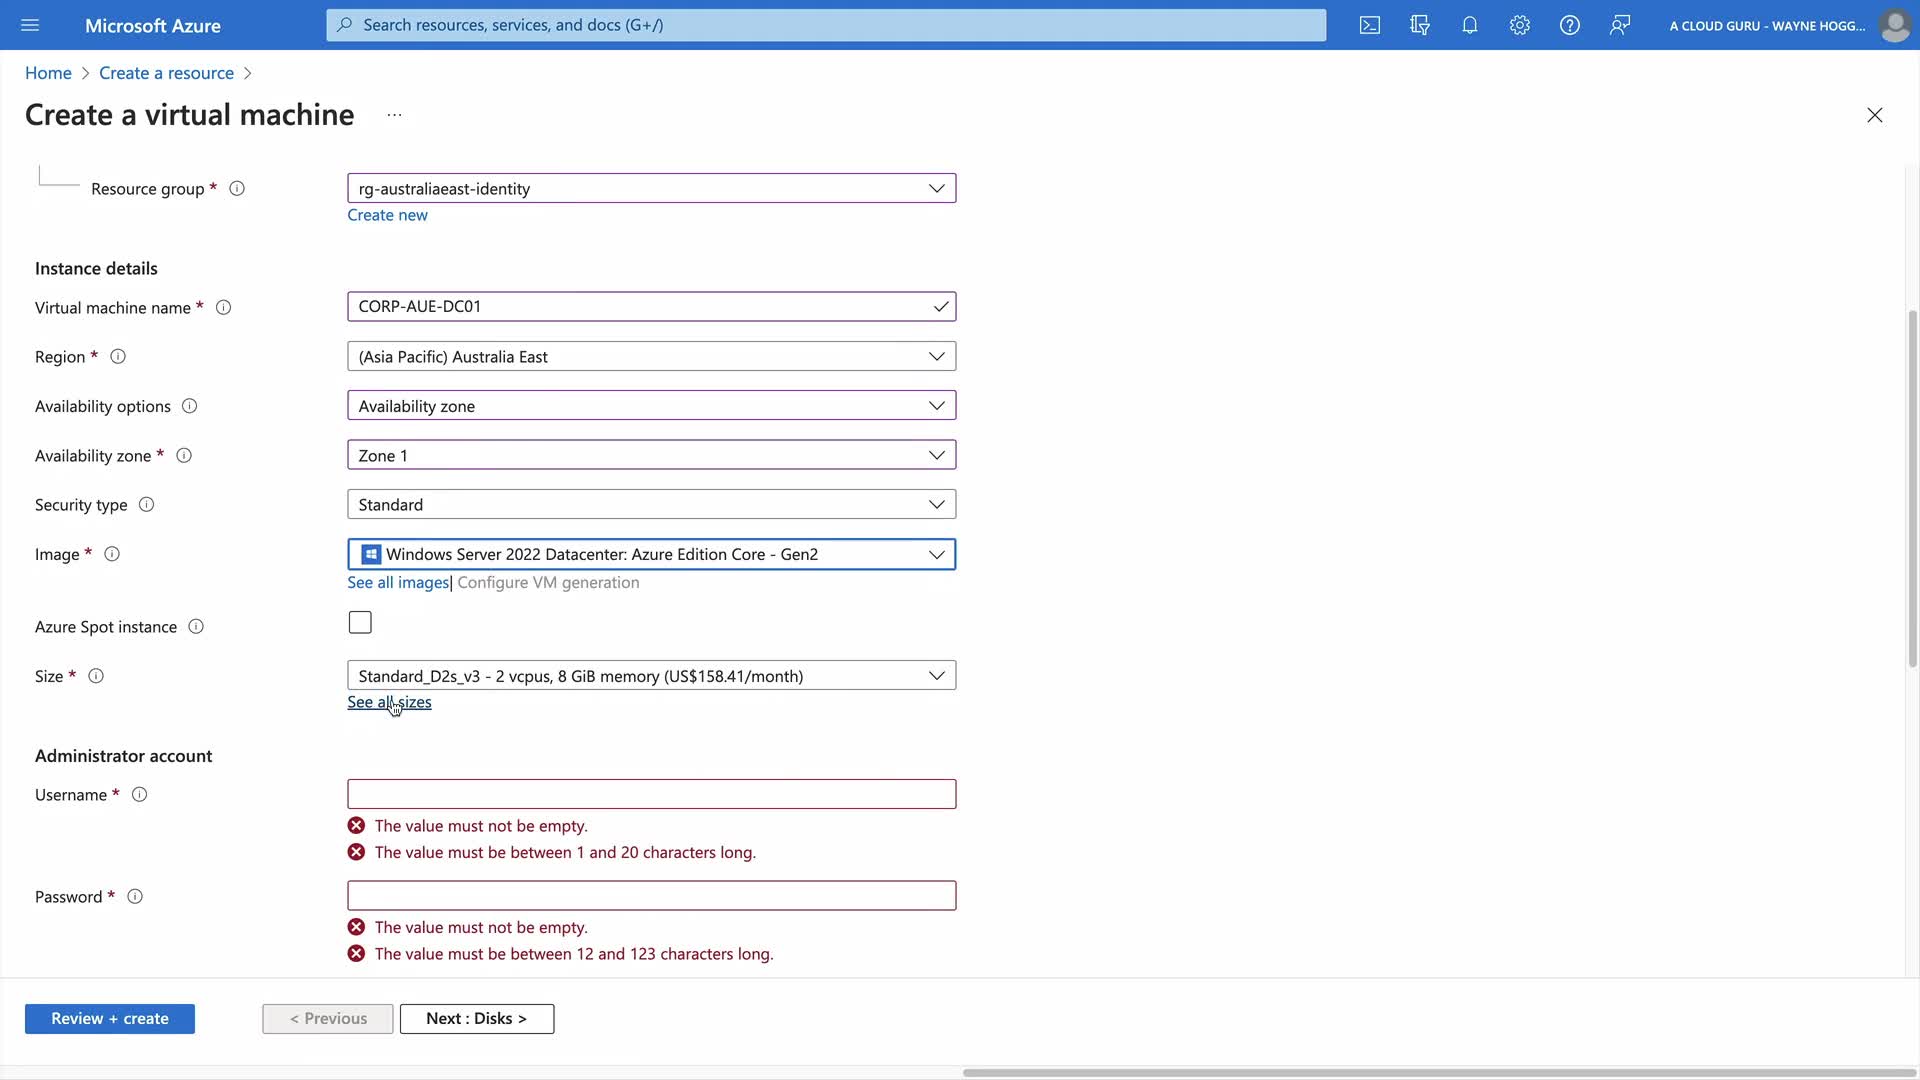 Microsoft Azure
Search resources, services, and docs (G+/)
A CLOUD GURU - WAYNE HOGG...
Home > Create a resource >
Create a virtual machine ...
Resource group *
rg-australiaeast-identity
Create new
Instance details
Virtual machine name *
CORP-AUE-DC01
Region *
(Asia Pacific) Australia East
Availability options
Availability zone
Availability zone *
Zone 1
Security type
Standard
Image *
Windows Server 2022 Datacenter: Azure Edition Core - Gen2
See all images| Configure VM generation
Azure Spot instance
Size *
Standard_D2s_v3 - 2 vcpus, 8 GiB memory (US$158.41/month)
See all sizes
Administrator account
Username *
The value must not be empty.
The value must be between 1 and 20 characters long.
Password *
The value must not be empty.
The value must be between 12 and 123 characters long.
Review + create
< Previous
Next : Disks >